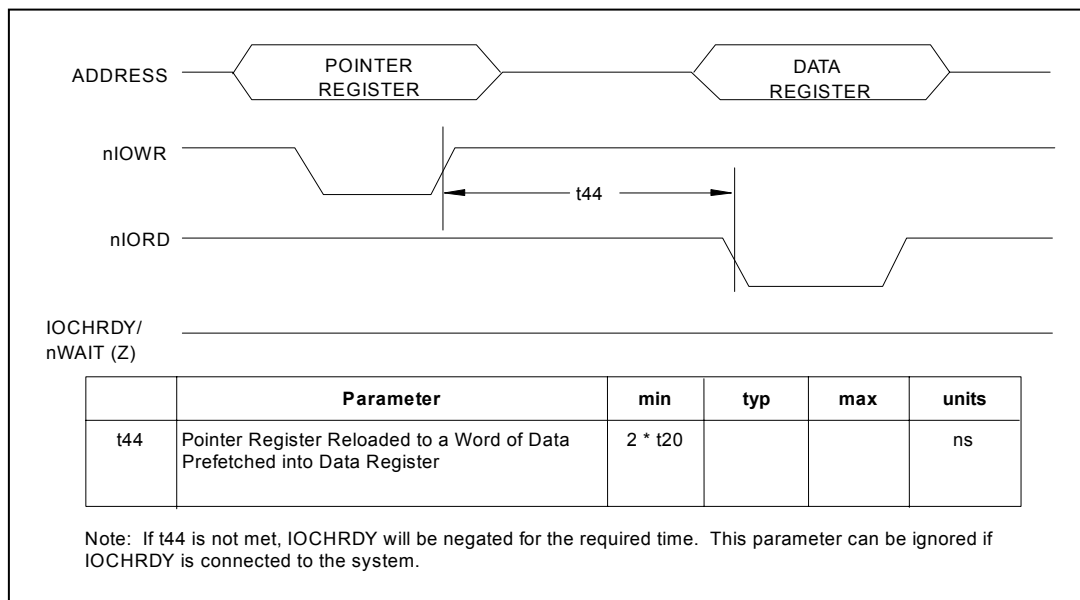 POINTER
REGISTER
DATA
REGISTER
ADDRESS
nIOWR
t44
nIORD
IOCHRDY/
nWAIT (Z)
Parameter min typ max units
t44 Pointer Register Reloaded to a Word of Data 2 * t20 ns
Prefetched into Data Register
Note: If t44 is not met, IOCHRDY will be negated for the required time. This parameter can be ignored if
IOCHRDY is connected to the system.